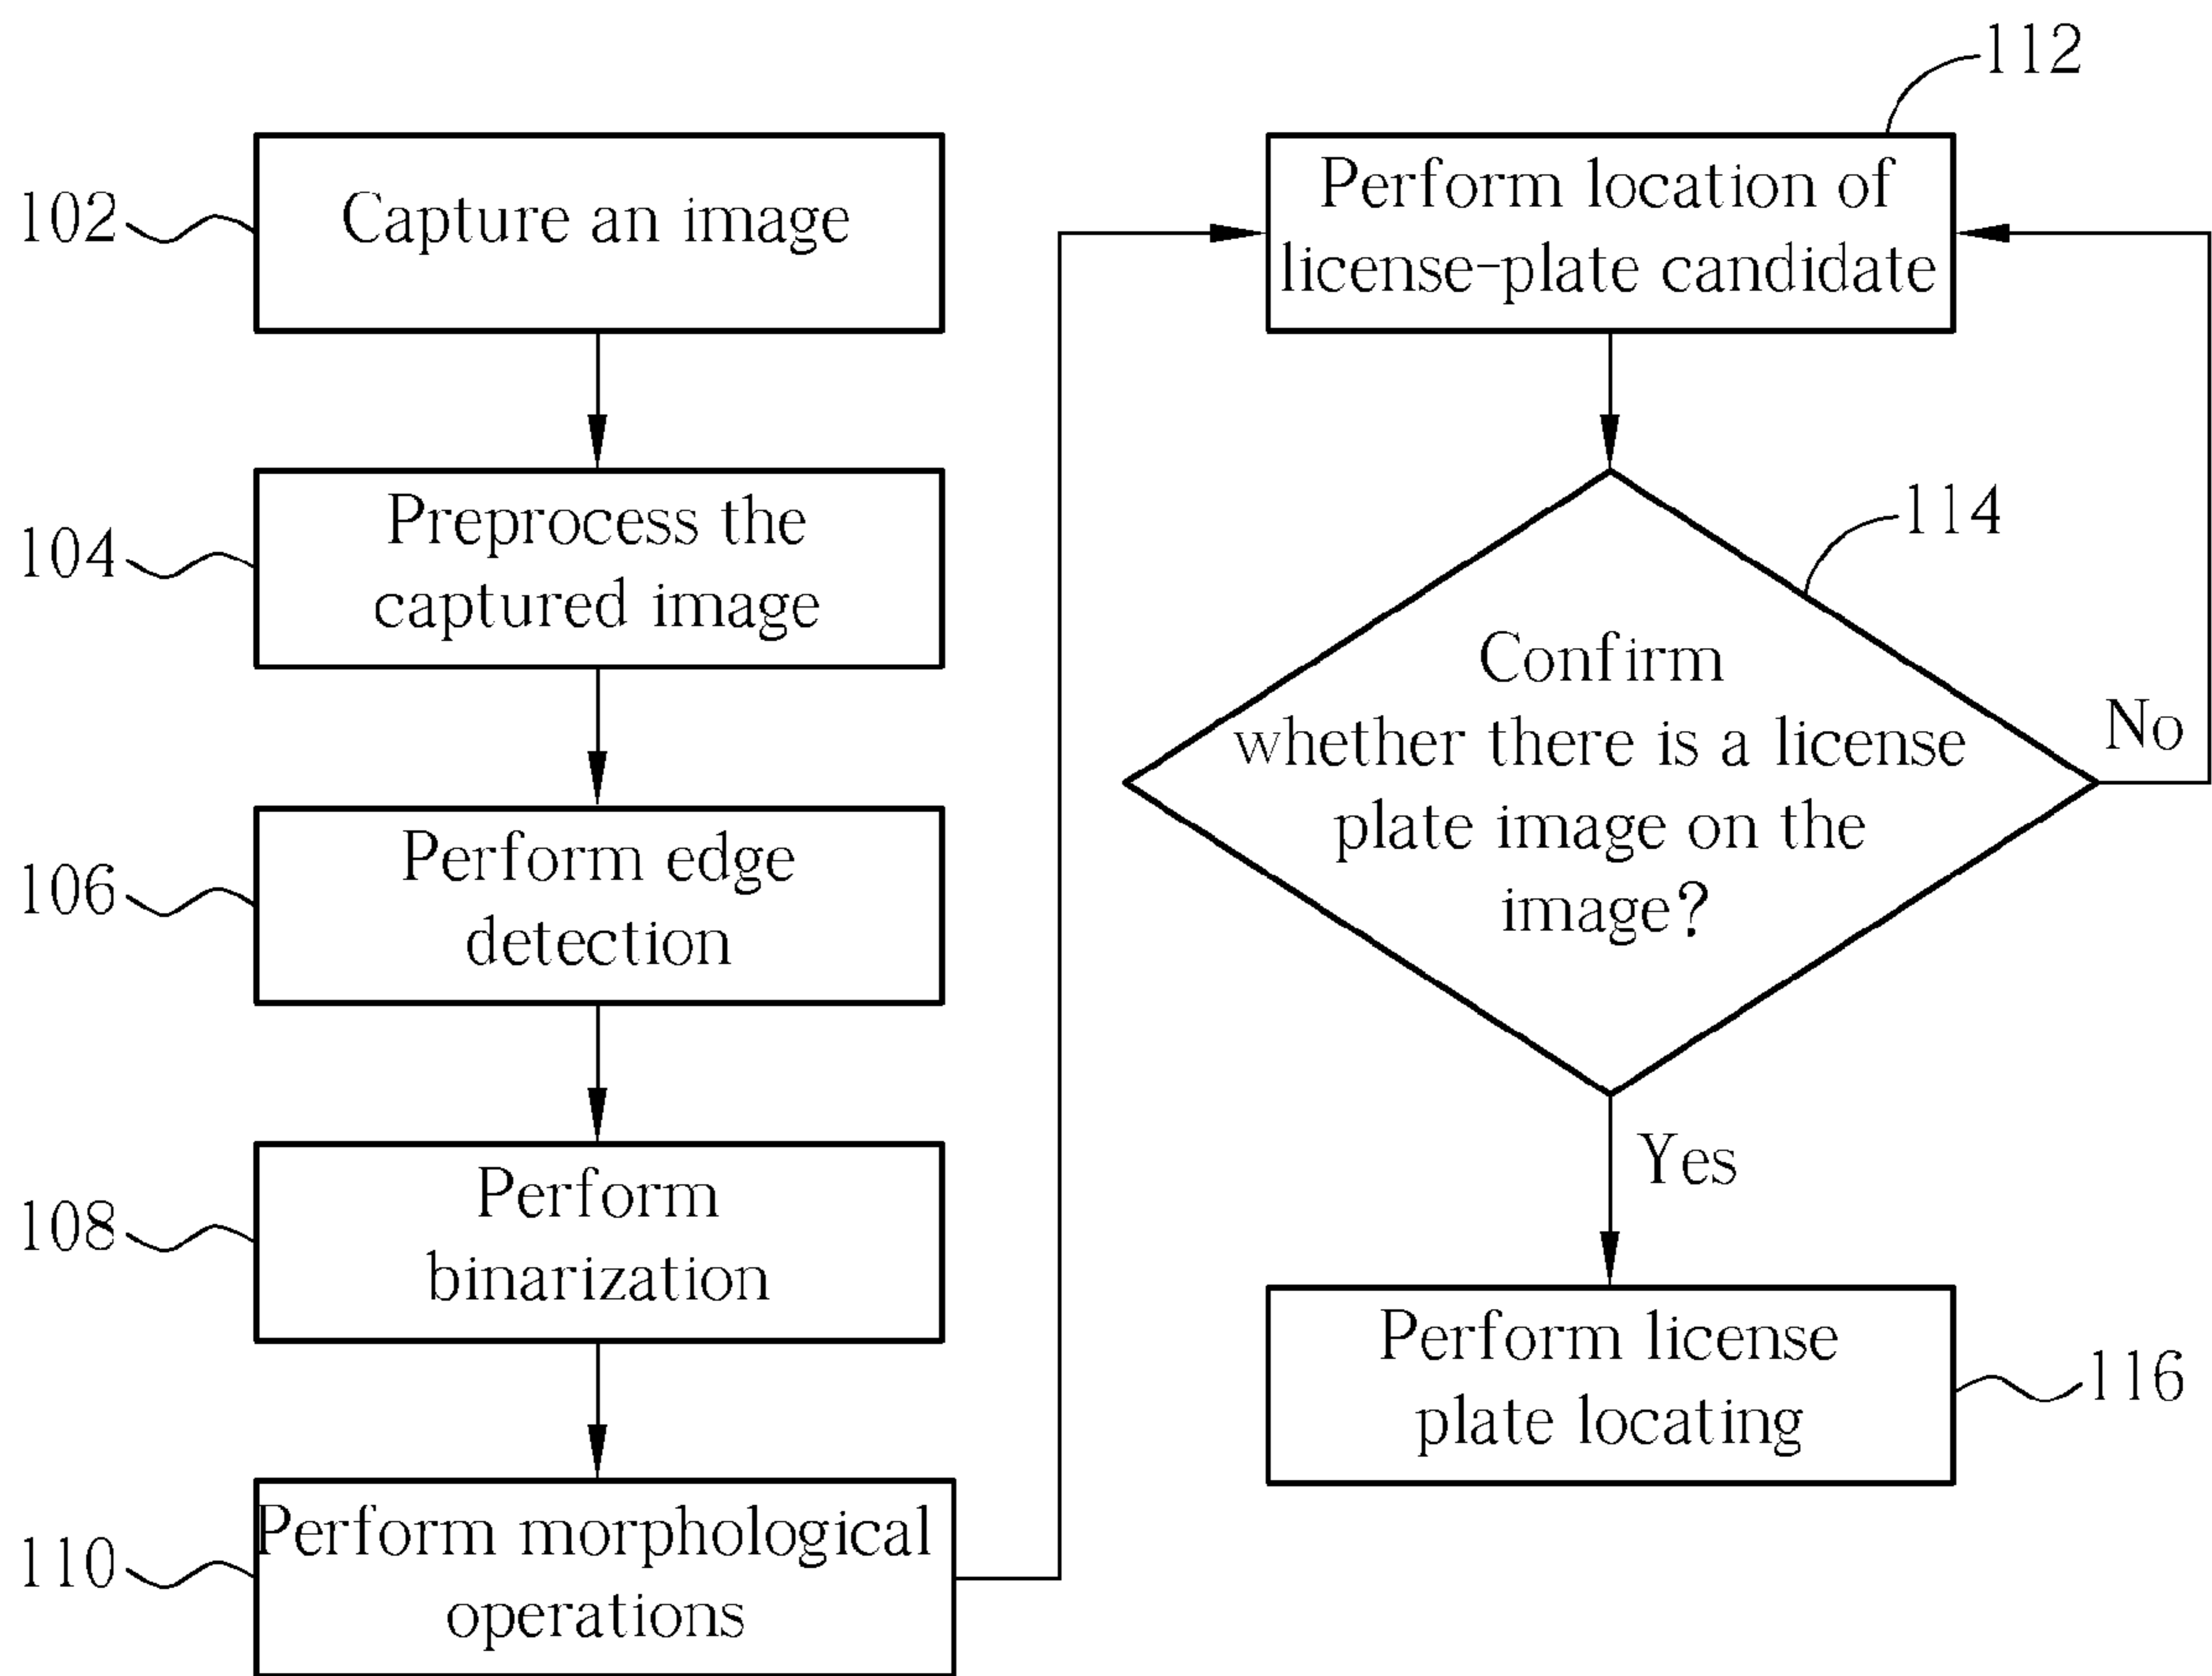 102
Capture an image
104
Preprocess the
captured image
106
Perform edge
detection
108
Perform
binarization
110
Perform morphological
operations
112
Perform location of
license-plate candidate
114
Confirm
whether there is a license
plate image on the
image?
No
Yes
Perform license
plate locating
116